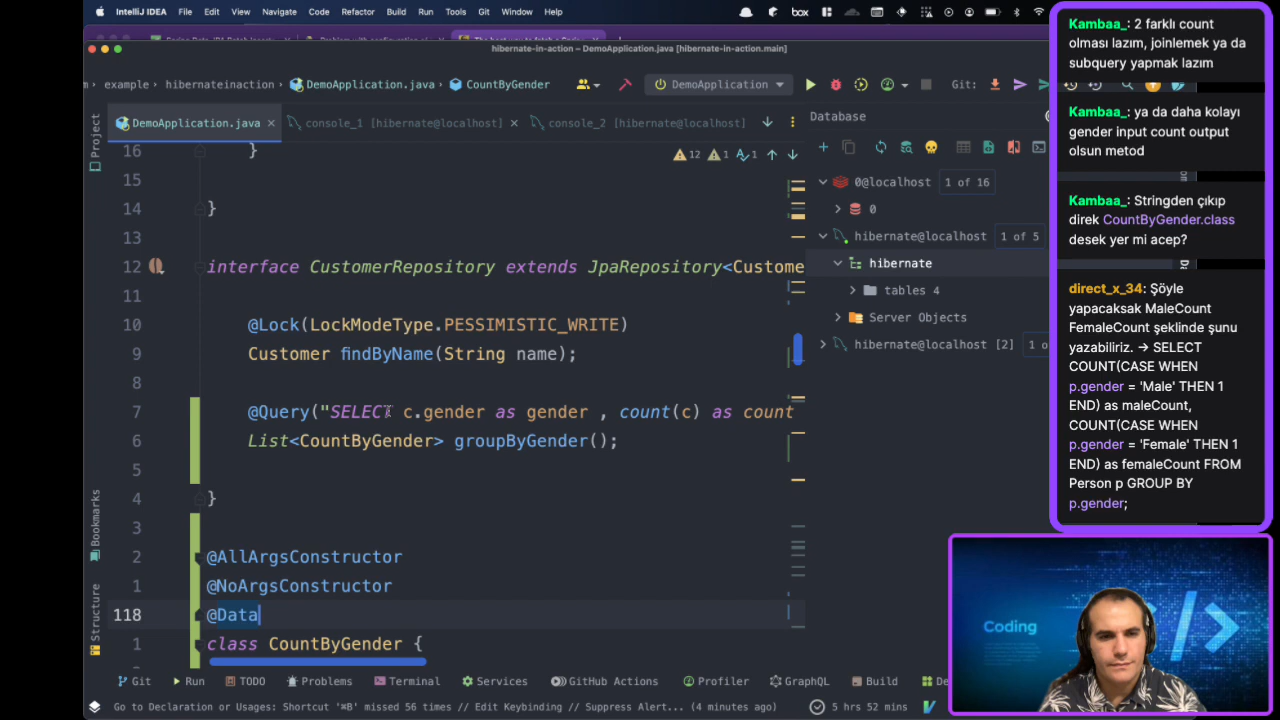 IntelliJ IDEA File Edit View Navigate Code Refactor Build Run Tools Git Window Help
hibernate-in-action – DemoApplication.java [hibernate-in-action.main]
example hibernateinaction DemoApplication.java CountByGender DemoApplication Git:
Project
DemoApplication.java console_1 [hibernate@localhost] console_2 [hibernate@localhost]
Database
12 1 1
16 }
15
14 }
13
12 interface CustomerRepository extends JpaRepository<Custome
11
10 @Lock(LockModeType.PESSIMISTIC_WRITE)
9 Customer findByName(String name);
8
7 @Query("SELECT c.gender as gender , count(c) as count
6 List<CountByGender> groupByGender();
5
4 }
3
2 @AllArgsConstructor
1 @NoArgsConstructor
118 @Data
1 class CountByGender {
0@localhost 1 of 16
0
hibernate@localhost 1 of 5
hibernate
tables 4
Server Objects
hibernate@localhost [2] 1 o
Bookmarks
Structure
Git Run TODO Problems Terminal Services GitHub Actions Profiler GraphQL Build De
Go to Declaration or Usages: Shortcut '⌘B' missed 56 times // Edit Keybinding // Suppress Alert... (4 minutes ago) 5 hrs 52 mins
Kambaa_: 2 farklı count
olması lazım, joinlemek ya da
subquery yapmak lazım
Kambaa_: ya da daha kolayı
gender input count output
olsun metod
Kambaa_: Stringden çıkıp
direk CountByGender.class
desek yer mi acep?
direct_x_34: Şöyle
yapacaksak MaleCount
FemaleCount şeklinde şunu
yazabiliriz. → SELECT
COUNT(CASE WHEN
p.gender = 'Male' THEN 1
END) as maleCount,
COUNT(CASE WHEN
p.gender = 'Female' THEN 1
END) as femaleCount FROM
Person p GROUP BY
p.gender;
Coding